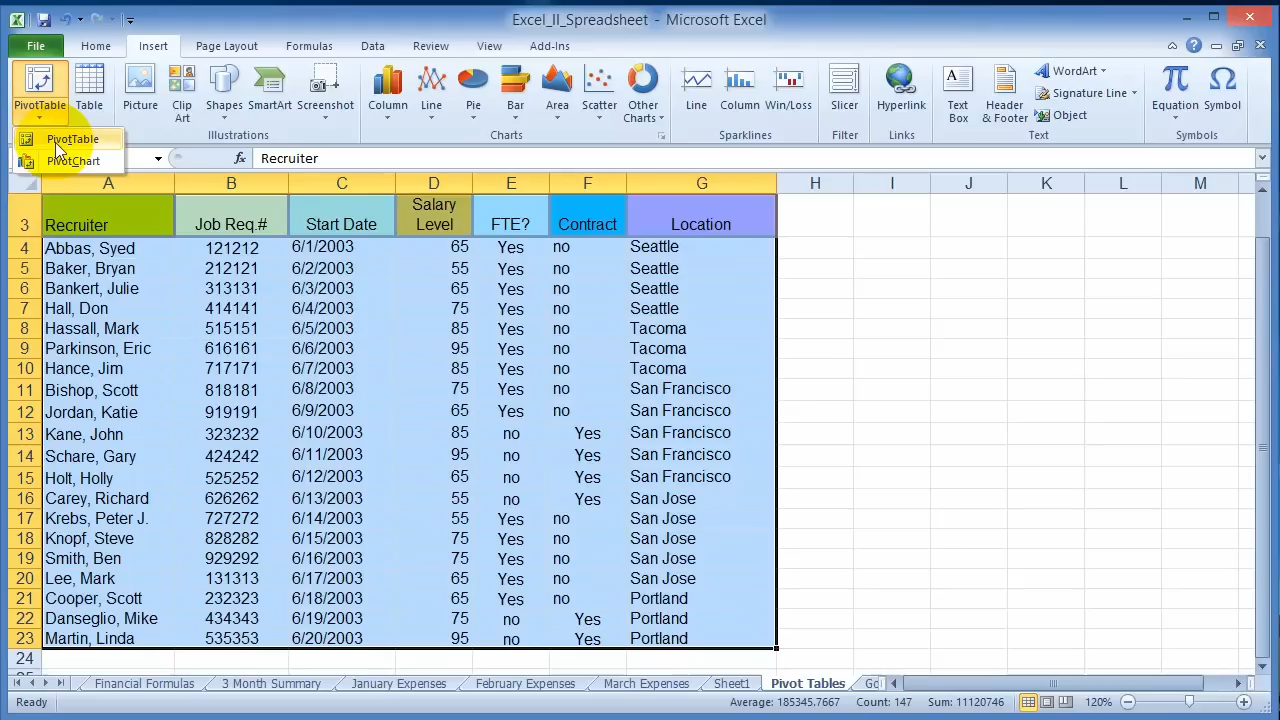 Excel_II_Spreadsheet - Microsoft Excel
File Home Insert Page Layout Formulas Data Review View Add-Ins
PivotTable Table Picture Clip Art Shapes SmartArt Screenshot Column Line Pie Bar Area Scatter Other Charts Line Column Win/Loss Slicer Hyperlink Text Box Header & Footer WordArt Signature Line Object Equation Symbol
Illustrations Charts Sparklines Filter Links Text Symbols
PivotTable
PivotChart
fx Recruiter
A B C D E F G H I J K L M
3 Recruiter Job Req.# Start Date Salary Level FTE? Contract Location
4 Abbas, Syed 121212 6/1/2003 65 Yes no Seattle
5 Baker, Bryan 212121 6/2/2003 55 Yes no Seattle
6 Bankert, Julie 313131 6/3/2003 65 Yes no Seattle
7 Hall, Don 414141 6/4/2003 75 Yes no Seattle
8 Hassall, Mark 515151 6/5/2003 85 Yes no Tacoma
9 Parkinson, Eric 616161 6/6/2003 95 Yes no Tacoma
10 Hance, Jim 717171 6/7/2003 85 Yes no Tacoma
11 Bishop, Scott 818181 6/8/2003 75 Yes no San Francisco
12 Jordan, Katie 919191 6/9/2003 65 Yes no San Francisco
13 Kane, John 323232 6/10/2003 85 no Yes San Francisco
14 Schare, Gary 424242 6/11/2003 95 no Yes San Francisco
15 Holt, Holly 525252 6/12/2003 65 no Yes San Francisco
16 Carey, Richard 626262 6/13/2003 55 no Yes San Jose
17 Krebs, Peter J. 727272 6/14/2003 55 Yes no San Jose
18 Knopf, Steve 828282 6/15/2003 75 Yes no San Jose
19 Smith, Ben 929292 6/16/2003 75 Yes no San Jose
20 Lee, Mark 131313 6/17/2003 65 Yes no San Jose
21 Cooper, Scott 232323 6/18/2003 65 Yes no Portland
22 Danseglio, Mike 434343 6/19/2003 75 no Yes Portland
23 Martin, Linda 535353 6/20/2003 95 no Yes Portland
24
Financial Formulas 3 Month Summary January Expenses February Expenses March Expenses Sheet1 Pivot Tables
Ready Average: 185345.7667 Count: 147 Sum: 11120746 120%